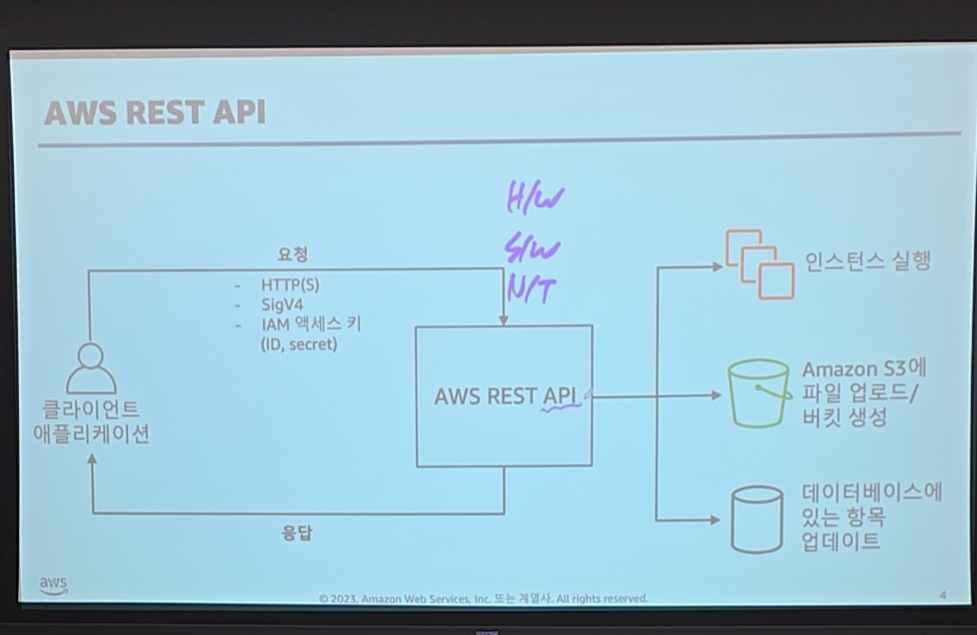 AWS REST API
H/W
S/W
N/T
요청
- HTTP(S)
- SigV4
- IAM 액세스 키
(ID, secret)
클라이언트
애플리케이션
AWS REST API
인스턴스 실행
Amazon S3에
파일 업로드/
버킷 생성
데이터베이스에
있는 항목
업데이트
응답
aws
© 2023, Amazon Web Services, Inc. 또는 계열사. All rights reserved.
4